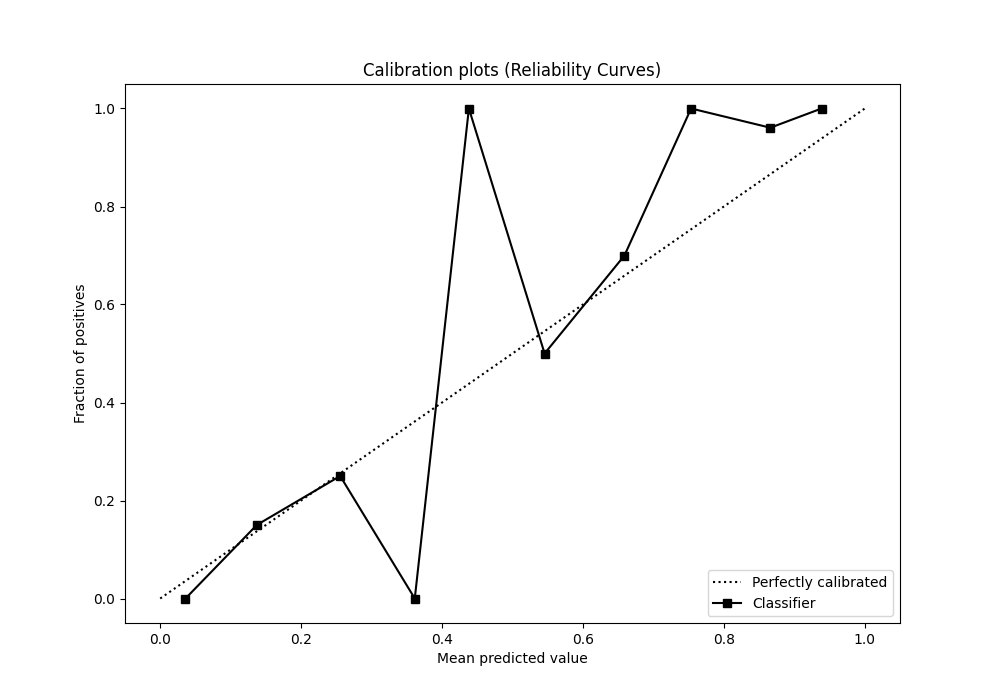 Calibration plots (Reliability Curves)
Fraction of positives
1.0
0.8
0.6
0.4
0.2
0.0
0.0 0.2 0.4 0.6 0.8 1.0
Mean predicted value
Perfectly calibrated
Classifier